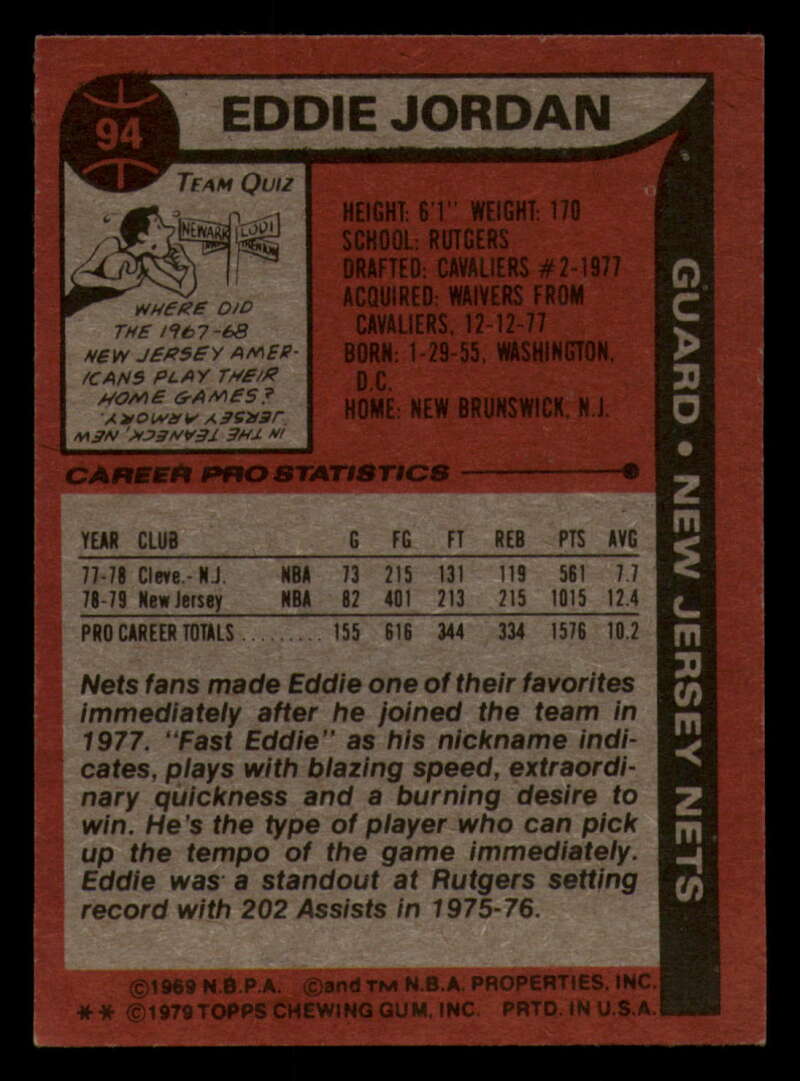 94
EDDIE JORDAN
TEAM QUIZ
NEWARK
LODI
TRENTON
WHERE DID
THE 1967-68
NEW JERSEY AMER-
ICANS PLAY THEIR
HOME GAMES?
IN THE TEANECK, NEW
JERSEY ARMORY.
HEIGHT: 6'1" WEIGHT: 170
SCHOOL: RUTGERS
DRAFTED: CAVALIERS #2-1977
ACQUIRED: WAIVERS FROM
CAVALIERS, 12-12-77
BORN: 1-29-55, WASHINGTON,
D.C.
HOME: NEW BRUNSWICK, N.J.
GUARD • NEW JERSEY NETS
CAREER PRO STATISTICS
YEAR CLUB G FG FT REB PTS AVG
77-78 Cleve.- N.J. NBA 73 215 131 119 561 7.7
78-79 New Jersey NBA 82 401 213 215 1015 12.4
PRO CAREER TOTALS ......... 155 616 344 334 1576 10.2
Nets fans made Eddie one of their favorites
immediately after he joined the team in
1977. "Fast Eddie" as his nickname indi-
cates, plays with blazing speed, extraordi-
nary quickness and a burning desire to
win. He's the type of player who can pick
up the tempo of the game immediately.
Eddie was a standout at Rutgers setting
record with 202 Assists in 1975-76.
©1969 N.B.P.A. ©and TM N.B.A. PROPERTIES, INC.
** ©1979 TOPPS CHEWING GUM, INC. PRTD. IN U.S.A.